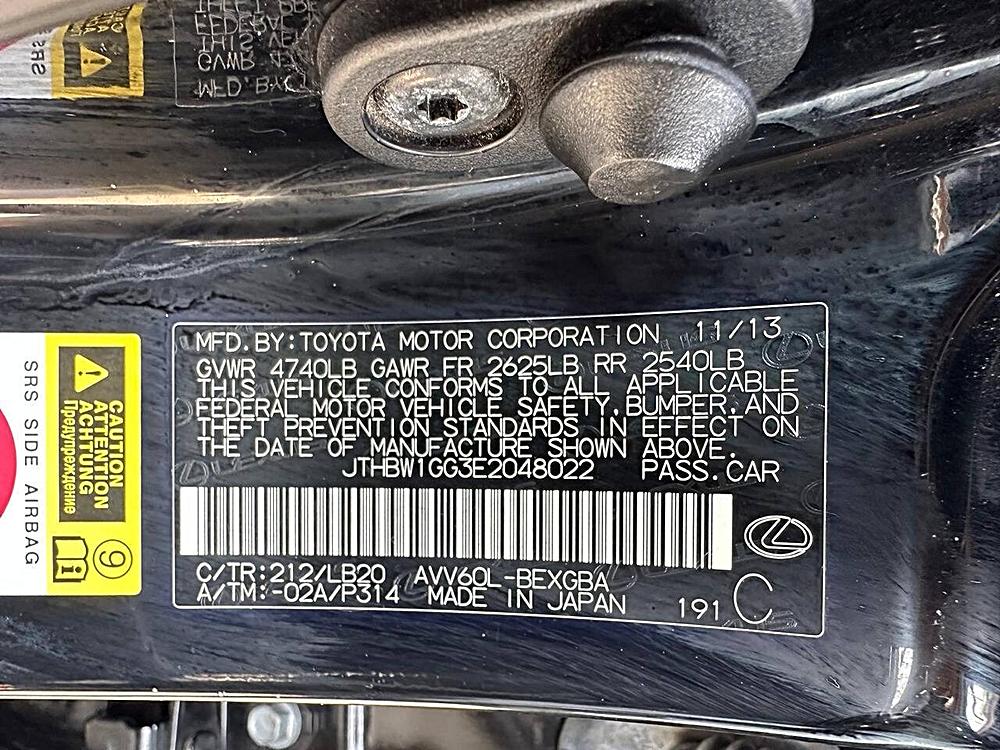 MFD.BY:TOYOTA MOTOR CORPORATION 11/13
GVWR 4740LB GAWR FR 2625LB RR 2540LB
THIS VEHICLE CONFORMS TO ALL APPLICABLE
FEDERAL MOTOR VEHICLE SAFETY,BUMPER,AND
THEFT PREVENTION STANDARDS IN EFFECT ON
THE DATE OF MANUFACTURE SHOWN ABOVE.
JTHBW1GG3E2048022 PASS.CAR
C/TR:212/LB20 AVV60L-BEXGBA
A/TM:-02A/P314 MADE IN JAPAN 191 C
CAUTION
ATTENTION
ACHTUNG
Предупреждение
9
SRS SIDE AIRBAG